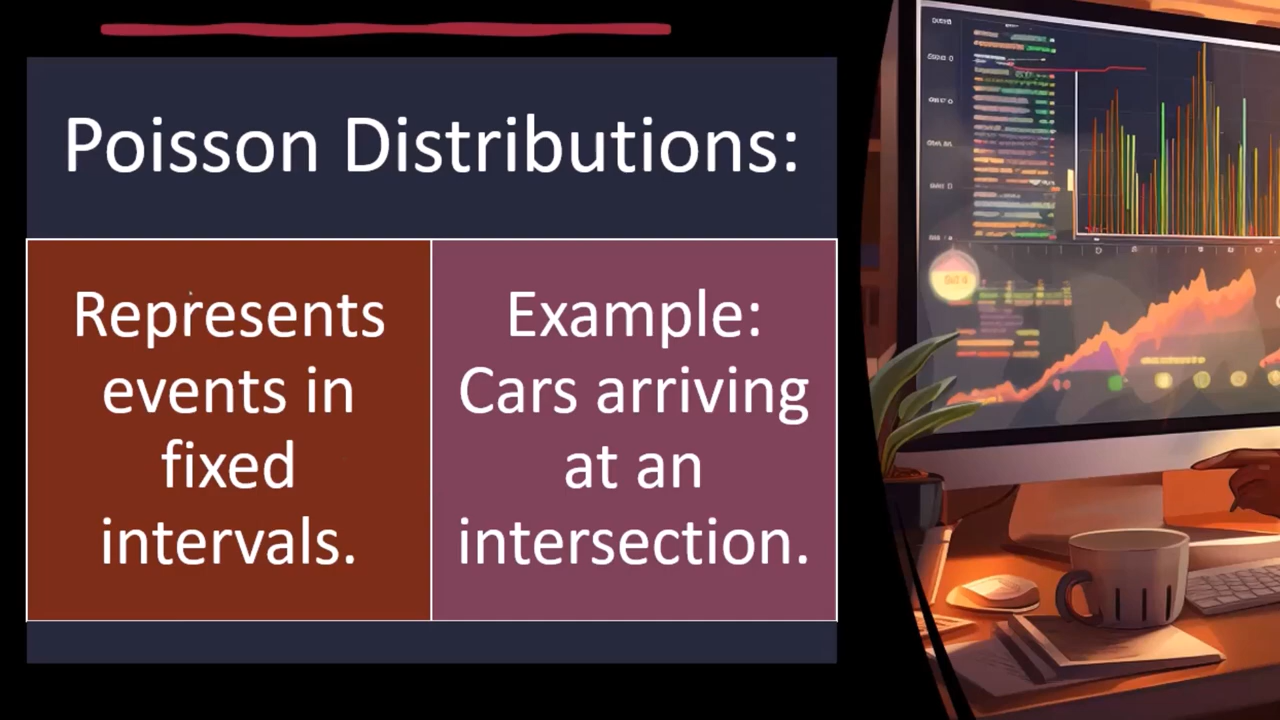 Poisson Distributions:
Represents
events in
fixed
intervals.
Example:
Cars arriving
at an
intersection.